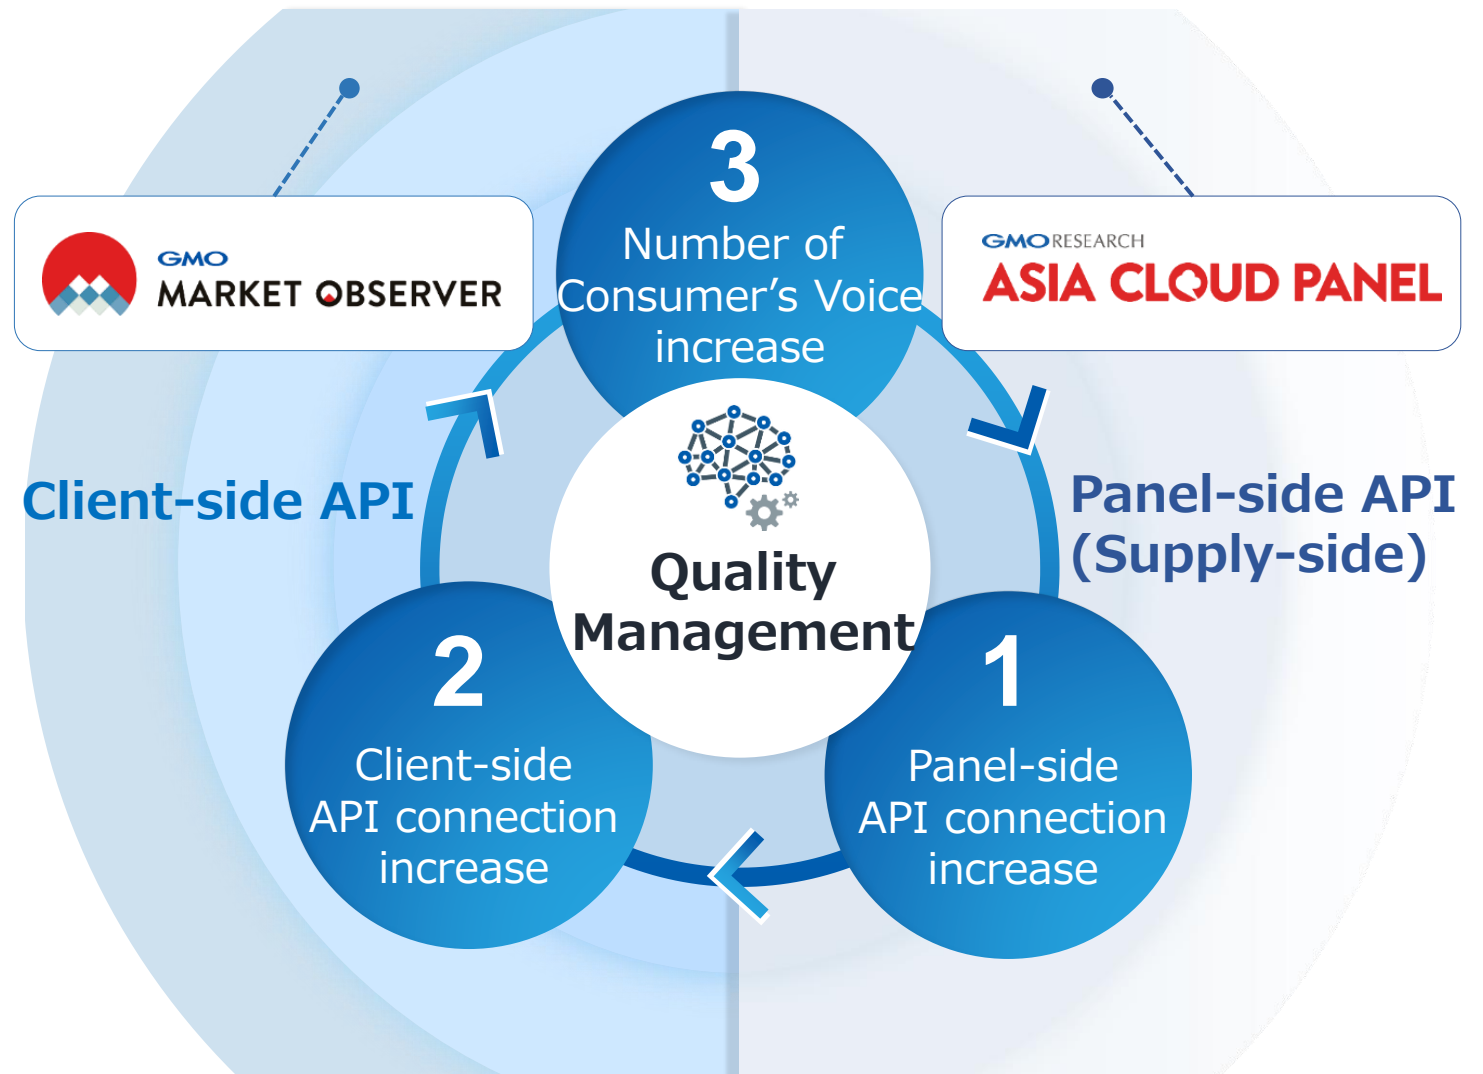 3
Number of
Consumer’s Voice
increase
GMO
MARKET OBSERVER
GMO RESEARCH
ASIA CLOUD PANEL
Client-side API
Panel-side API
(Supply-side)
Quality
Management
2
Client-side
API connection
increase
1
Panel-side
API connection
increase